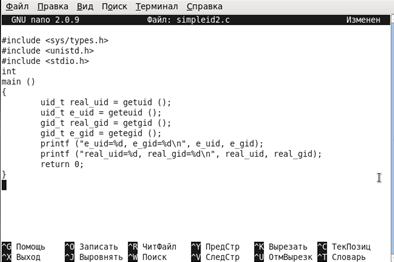 Файл Правка Вид Поиск Терминал Справка
GNU nano 2.0.9 Файл: simpleid2.c Изменен
#include <sys/types.h>
#include <unistd.h>
#include <stdio.h>
int
main ()
{
uid_t real_uid = getuid ();
uid_t e_uid = geteuid ();
gid_t real_gid = getgid ();
gid_t e_gid = getegid ();
printf ("e_uid=%d, e_gid=%d\n", e_uid, e_gid);
printf ("real_uid=%d, real_gid=%d\n", real_uid, real_gid);
return 0;
}
^G Помощь ^O Записать ^R ЧитФайл ^Y ПредСтр ^K Вырезать ^C ТекПозиц
^X Выход ^J Выровнять ^W Поиск ^V СледСтр ^U ОтмВырезк ^T Словарь